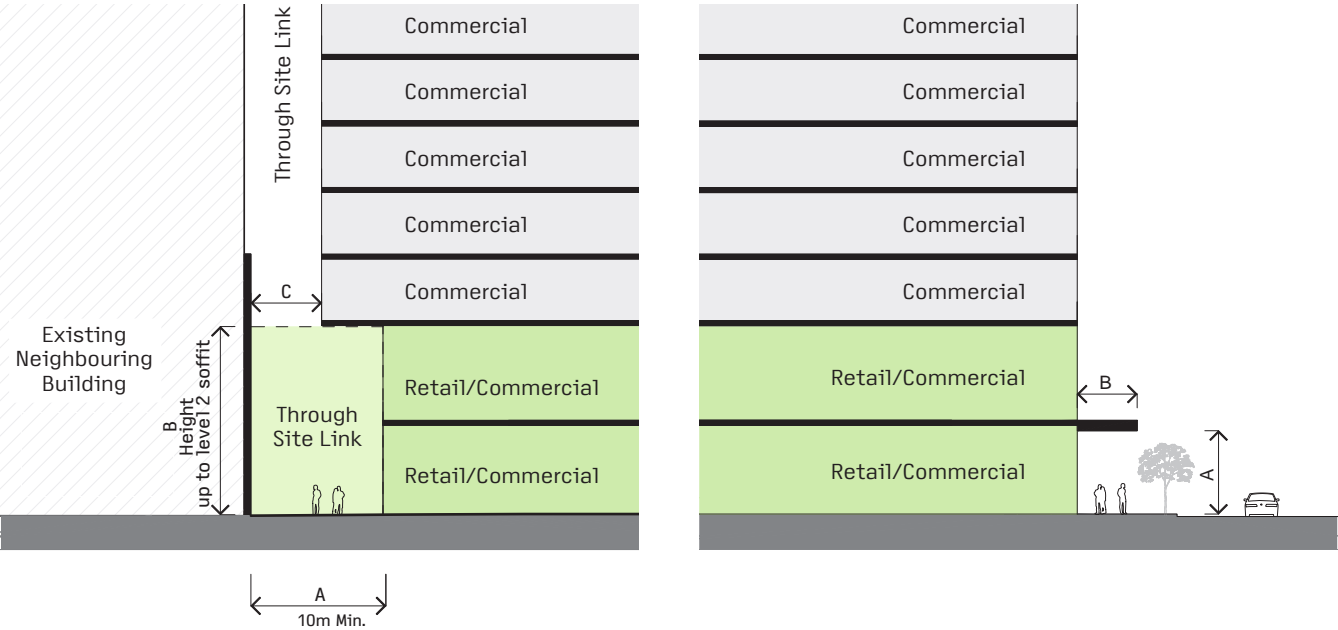 Through Site Link
Commercial
Commercial
Commercial
Commercial
Commercial
C
Existing
Neighbouring
Building
B
Height
up to level 2 soffit
Through
Site Link
Retail/Commercial
Retail/Commercial
A
10m Min.
Commercial
Commercial
Commercial
Commercial
Commercial
Retail/Commercial
B
Retail/Commercial
A